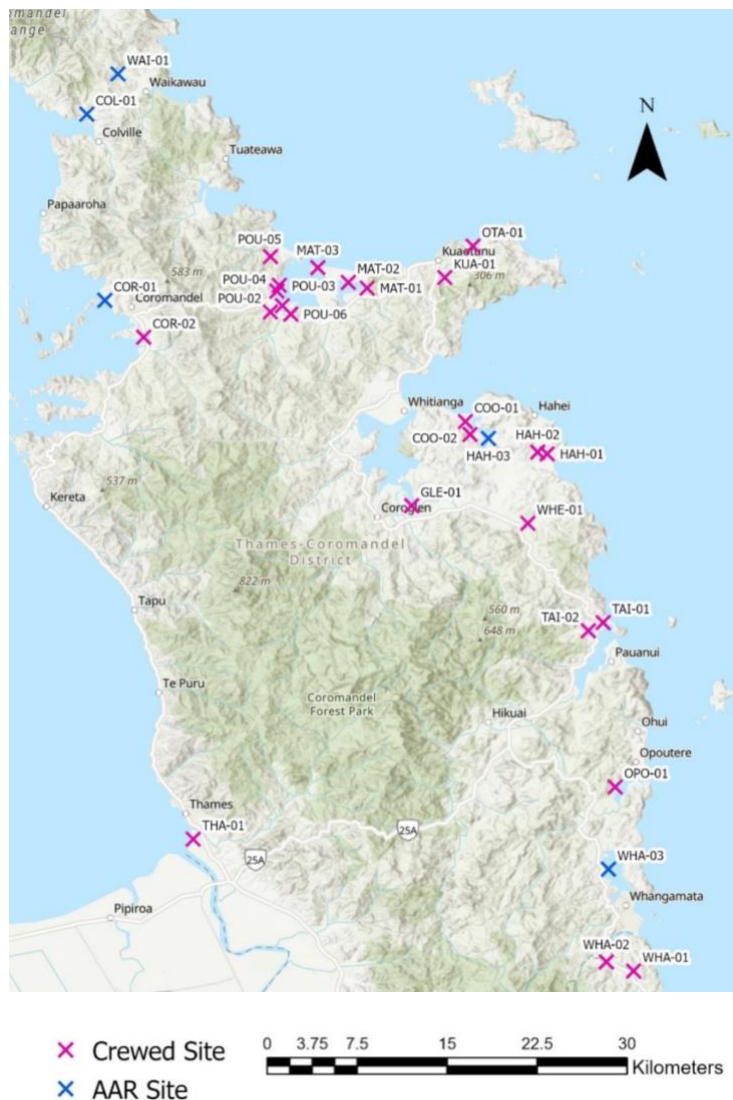 omandel
ange
WAI-01
Waikawau
COL-01
Colville
Tuateawa
Papaaroha
N
OTA-01
POU-05
MAT-03
Kuaotunu
583 m
MAT-02
KUA-01
POU-04
POU-03
306 m
COR-01
MAT-01
Coromandel
POU-02
POU-06
COR-02
Whitianga
COO-01
Hahei
COO-02
HAH-02
HAH-03
HAH-01
537 m
Kereta
GLE-01
Coroglen
WHE-01
Thames-Coromandel
District
822 m
Tapu
560 m
TAI-01
TAI-02
648 m
Pauanui
Te Puru
Coromandel
Forest Park
Hikuai
Ohui
Opoutere
OPO-01
Thames
THA-01
25A
25A
WHA-03
Whangamata
Pipiroa
WHA-02
WHA-01
Crewed Site
0 3.75 7.5 15 22.5 30
Kilometers
AAR Site